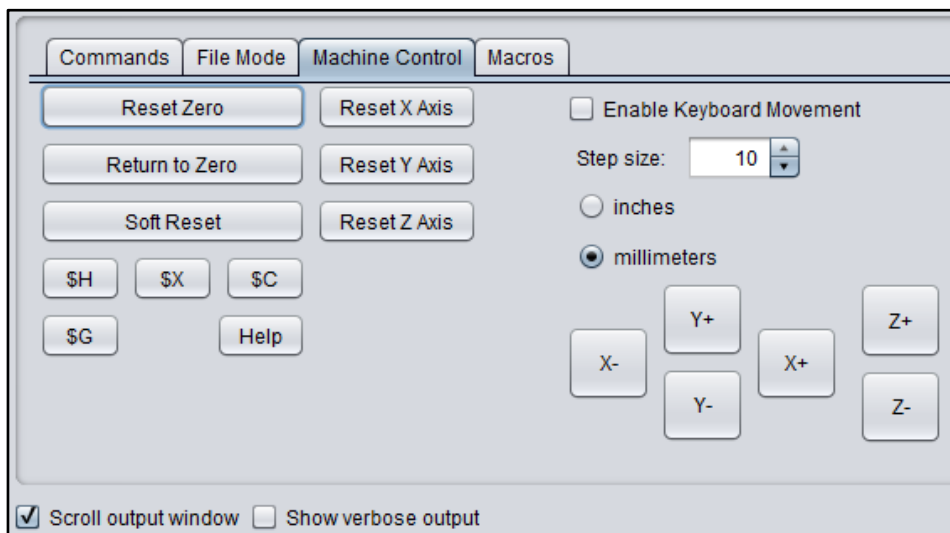 Commands File Mode Machine Control Macros
Reset Zero Reset X Axis Enable Keyboard Movement
Return to Zero Reset Y Axis Step size: 10
Soft Reset Reset Z Axis inches
$H $X $C millimeters
$G Help
Y+ Z+
X- X+
Y- Z-
Scroll output window Show verbose output